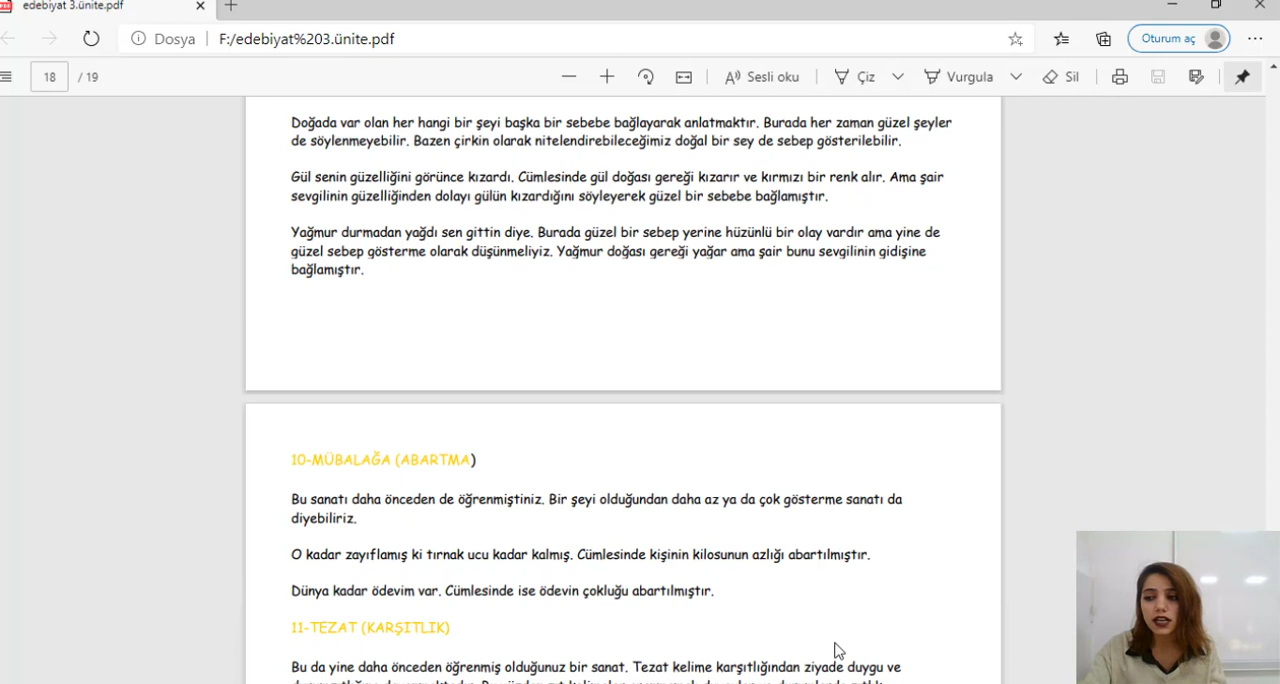 edebiyat 3.ünite.pdf
Dosya
F:/edebiyat%203.ünite.pdf
Oturum aç
18 / 19
Sesli oku
Çiz
Vurgula
Sil
Doğada var olan her hangi bir şeyi başka bir sebebe bağlayarak anlatmaktır. Burada her zaman güzel şeyler
de söylenmeyebilir. Bazen çirkin olarak nitelendirebileceğimiz doğal bir sey de sebep gösterilebilir.
Gül senin güzelliğini görünce kızardı. Cümlesinde gül doğası gereği kızarır ve kırmızı bir renk alır. Ama şair
sevgilinin güzelliğinden dolayı gülün kızardığını söyleyerek güzel bir sebebe bağlamıştır.
Yağmur durmadan yağdı sen gittin diye. Burada güzel bir sebep yerine hüzünlü bir olay vardır ama yine de
güzel sebep gösterme olarak düşünmeliyiz. Yağmur doğası gereği yağar ama şair bunu sevgilinin gidişine
bağlamıştır.
10-MÜBALAĞA (ABARTMA)
Bu sanatı daha önceden de öğrenmiştiniz. Bir şeyi olduğundan daha az ya da çok gösterme sanatı da
diyebiliriz.
O kadar zayıflamış ki tırnak ucu kadar kalmış. Cümlesinde kişinin kilosunun azlığı abartılmıştır.
Dünya kadar ödevim var. Cümlesinde ise ödevin çokluğu abartılmıştır.
11-TEZAT (KARŞITLIK)
Bu da yine daha önceden öğrenmiş olduğunuz bir sanat. Tezat kelime karşıtlığından ziyade duygu ve